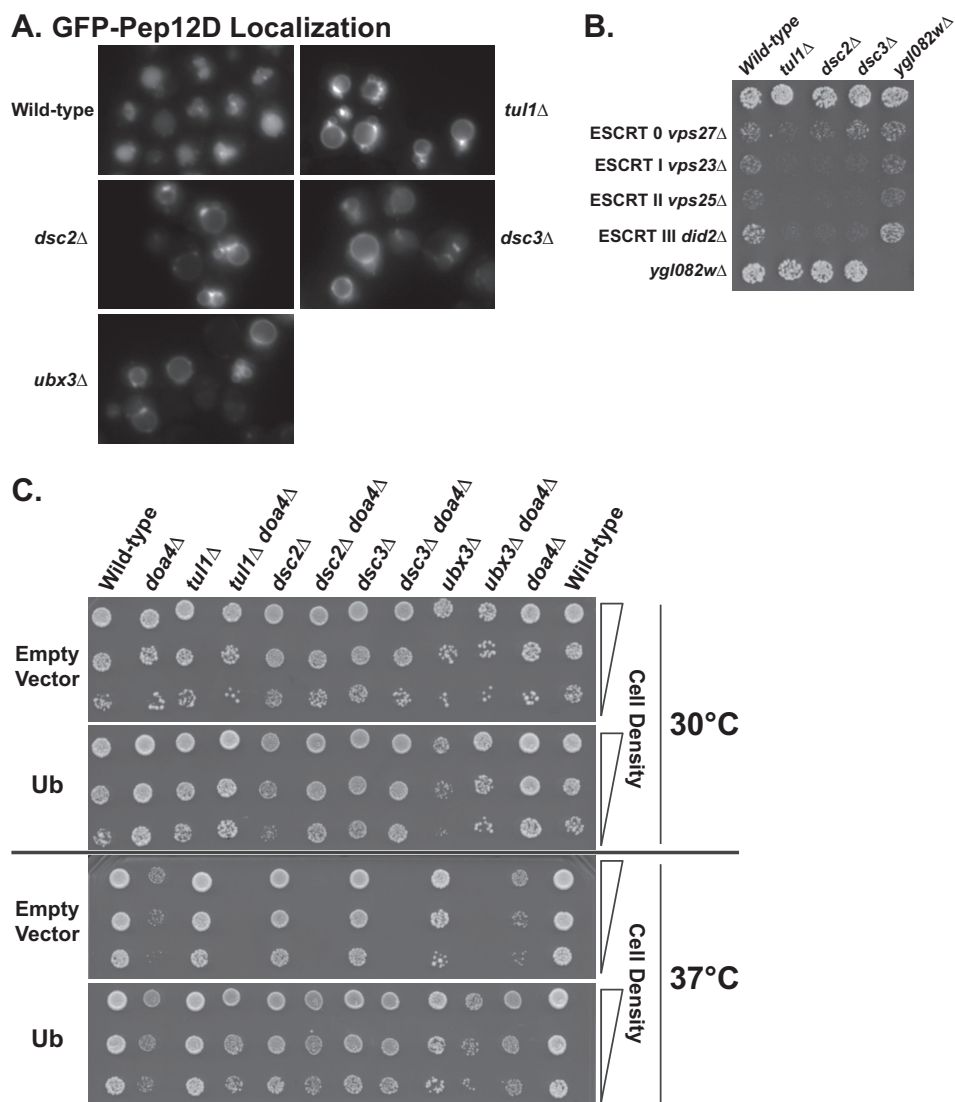 A. GFP-Pep12D Localization
Wild-type
tul1Δ
dsc2Δ
dsc3Δ
ubx3Δ
B.
Wild-type
tul1Δ
dsc2Δ
dsc3Δ
ygl082wΔ
ESCRT 0 vps27Δ
ESCRT I vps23Δ
ESCRT II vps25Δ
ESCRT III did2Δ
ygl082wΔ
C.
Wild-type
doa4Δ
tul1Δ
tul1Δ doa4Δ
dsc2Δ
dsc2Δ doa4Δ
dsc3Δ
dsc3Δ doa4Δ
ubx3Δ
ubx3Δ doa4Δ
doa4Δ
Wild-type
Empty
Vector
Ub
Cell Density
30°C
Empty
Vector
Ub
Cell Density
37°C